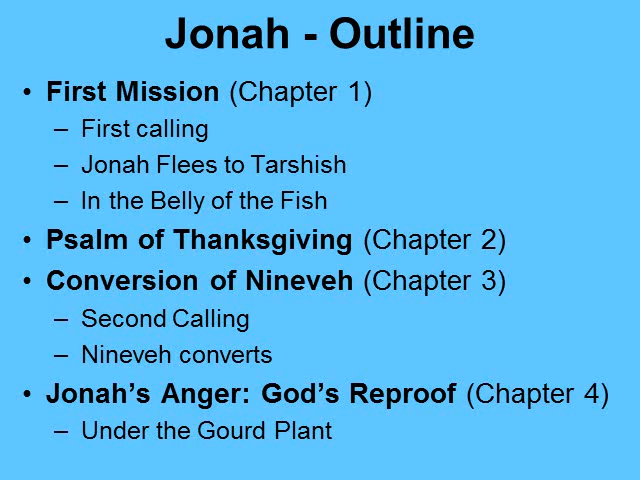 Jonah - Outline
• First Mission (Chapter 1)
– First calling
– Jonah Flees to Tarshish
– In the Belly of the Fish
• Psalm of Thanksgiving (Chapter 2)
• Conversion of Nineveh (Chapter 3)
– Second Calling
– Nineveh converts
• Jonah’s Anger: God’s Reproof (Chapter 4)
– Under the Gourd Plant